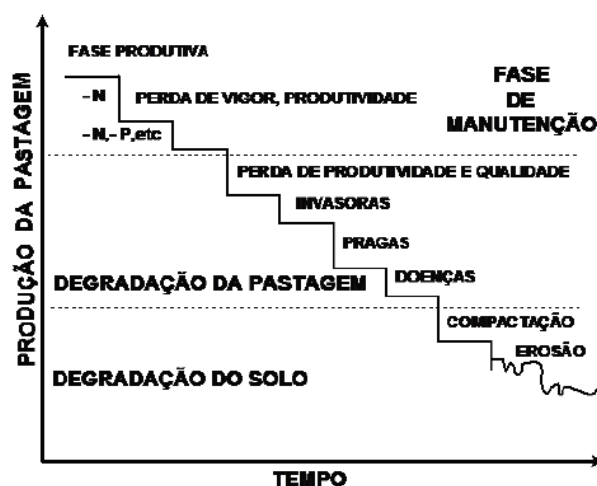 FASE PRODUTIVA
FASE
DE
MANUTENÇÃO
-N
PERDA DE VIGOR, PRODUTIVIDADE
-N,-P,etc
PERDA DE PRODUTIVIDADE E QUALIDADE
INVASORAS
PRAGAS
DEGRADAÇÃO DA PASTAGEM
DOENÇAS
COMPACTAÇÃO
EROSÃO
DEGRADAÇÃO DO SOLO
PRODUÇÃO DA PASTAGEM
TEMPO